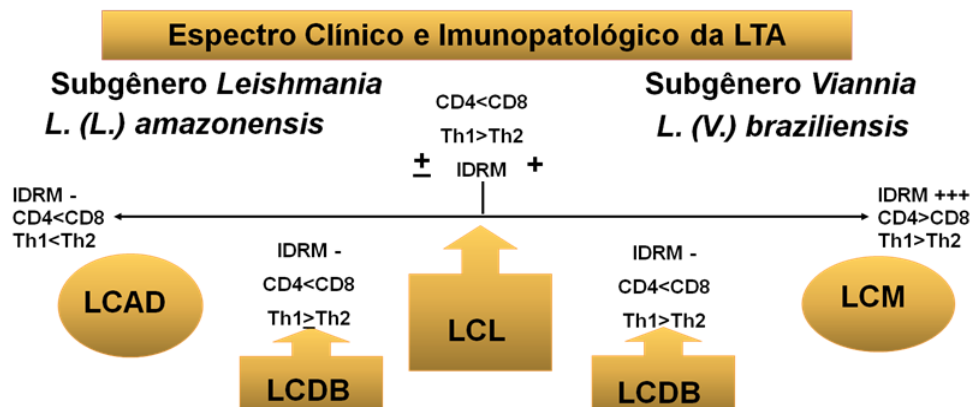 Espectro Clínico e Imunopatológico da LTA
Subgênero Leishmania
L. (L.) amazonensis
CD4<CD8
Th1>Th2
± IDRM +
Subgênero Viannia
L. (V.) braziliensis
IDRM -
CD4<CD8
Th1<Th2
IDRM +++
CD4>CD8
Th1>Th2
LCAD
IDRM -
CD4<CD8
Th1≥Th2
LCDB
LCL
IDRM -
CD4<CD8
Th1>Th2
LCDB
LCM